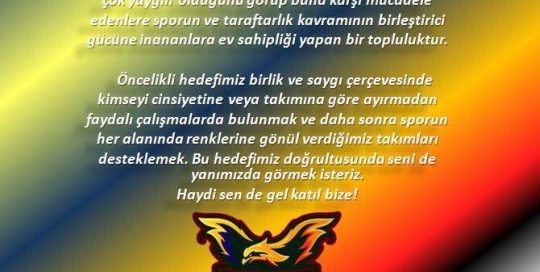 çok yaygın olduğunu görüp buna karşı mücadele
edenlere sporun ve taraftarlık kavramının birleştirici
gücüne inananlara ev sahipliği yapan bir topluluktur.
Öncelikli hedefimiz birlik ve saygı çerçevesinde
kimseyi cinsiyetine veya takımına göre ayırmadan
faydalı çalışmalarda bulunmak ve daha sonra sporun
her alanında renklerine gönül verdiğimiz takımları
desteklemek. Bu hedefimiz doğrultusunda seni de
yanımızda görmek isteriz.
Haydi sen de gel katıl bize!